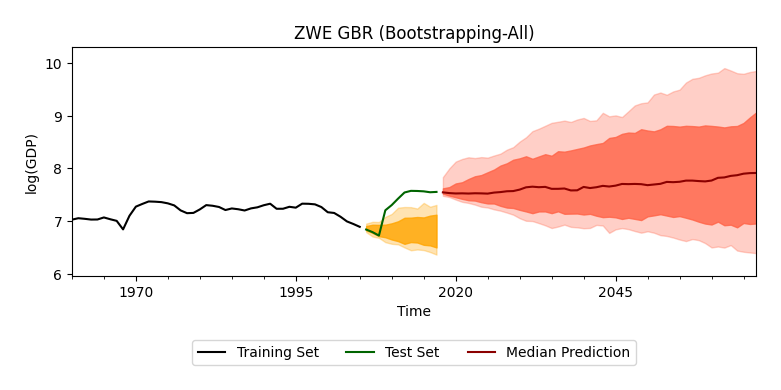 ZWE GBR (Bootstrapping-All)
log(GDP)
10
9
8
7
6
1970
1995
2020
2045
Time
Training Set
Test Set
Median Prediction